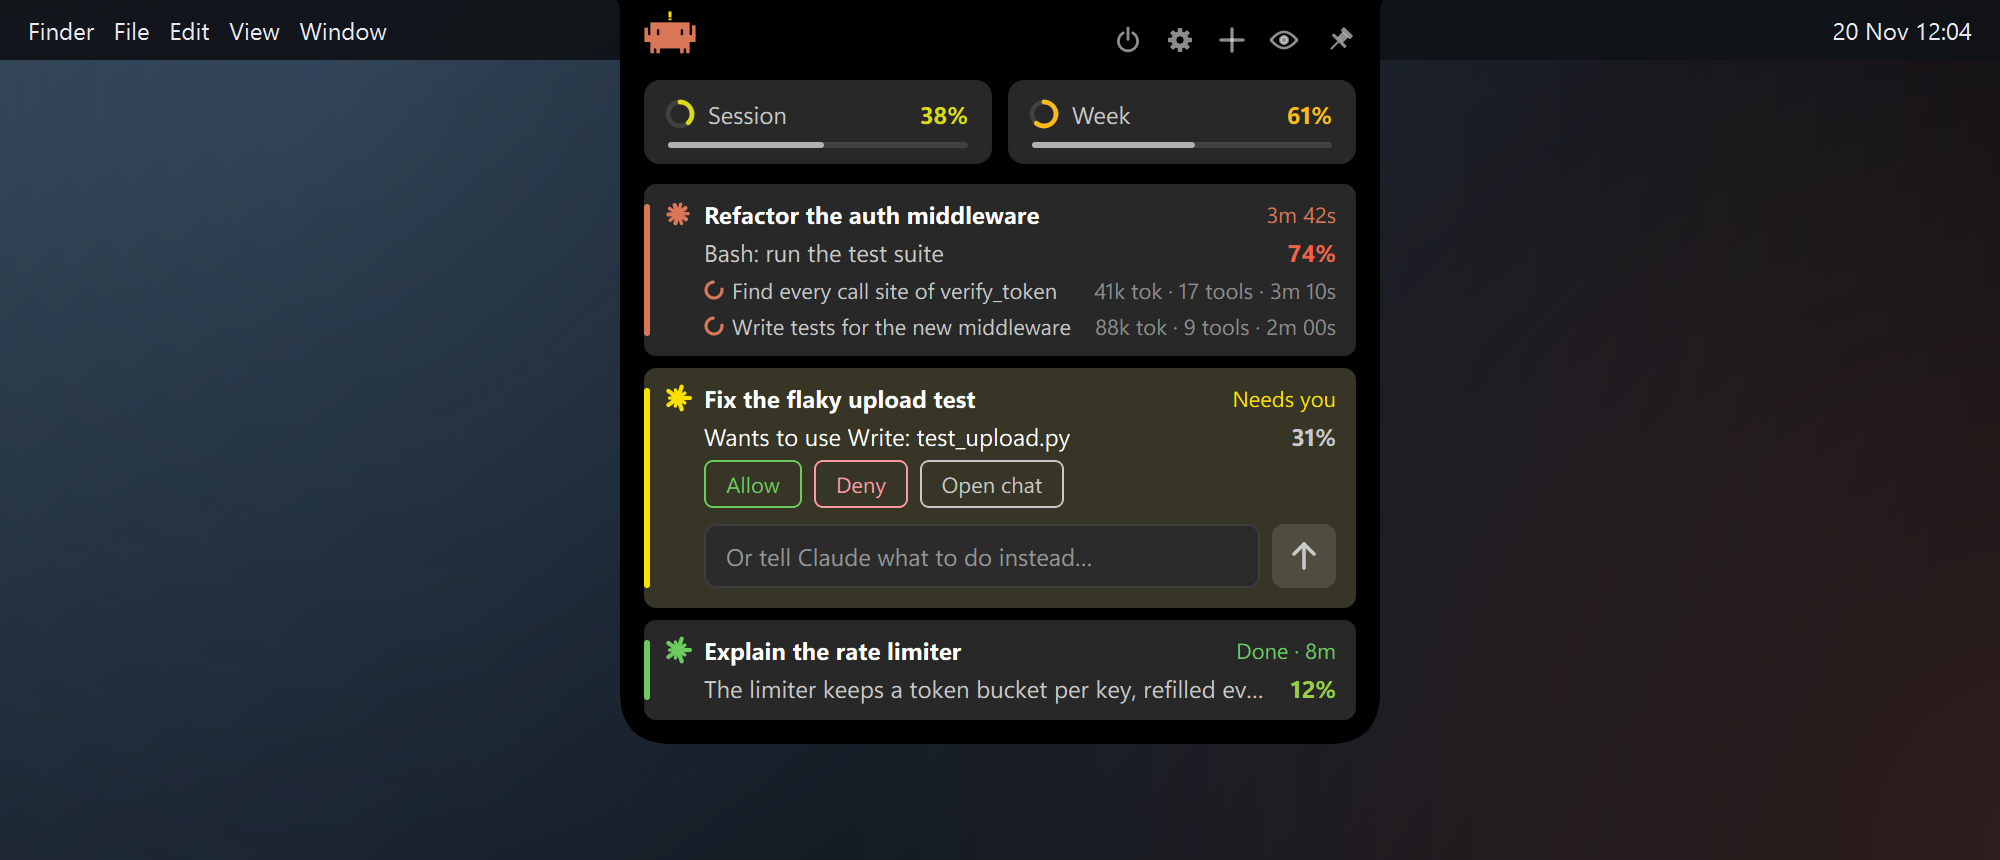 Finder File Edit View Window
20 Nov 12:04
Session 38%
Week 61%
Refactor the auth middleware 3m 42s
Bash: run the test suite 74%
Find every call site of verify_token 41k tok · 17 tools · 3m 10s
Write tests for the new middleware 88k tok · 9 tools · 2m 00s
Fix the flaky upload test Needs you
Wants to use Write: test_upload.py 31%
Allow Deny Open chat
Or tell Claude what to do instead...
Explain the rate limiter Done · 8m
The limiter keeps a token bucket per key, refilled ev... 12%